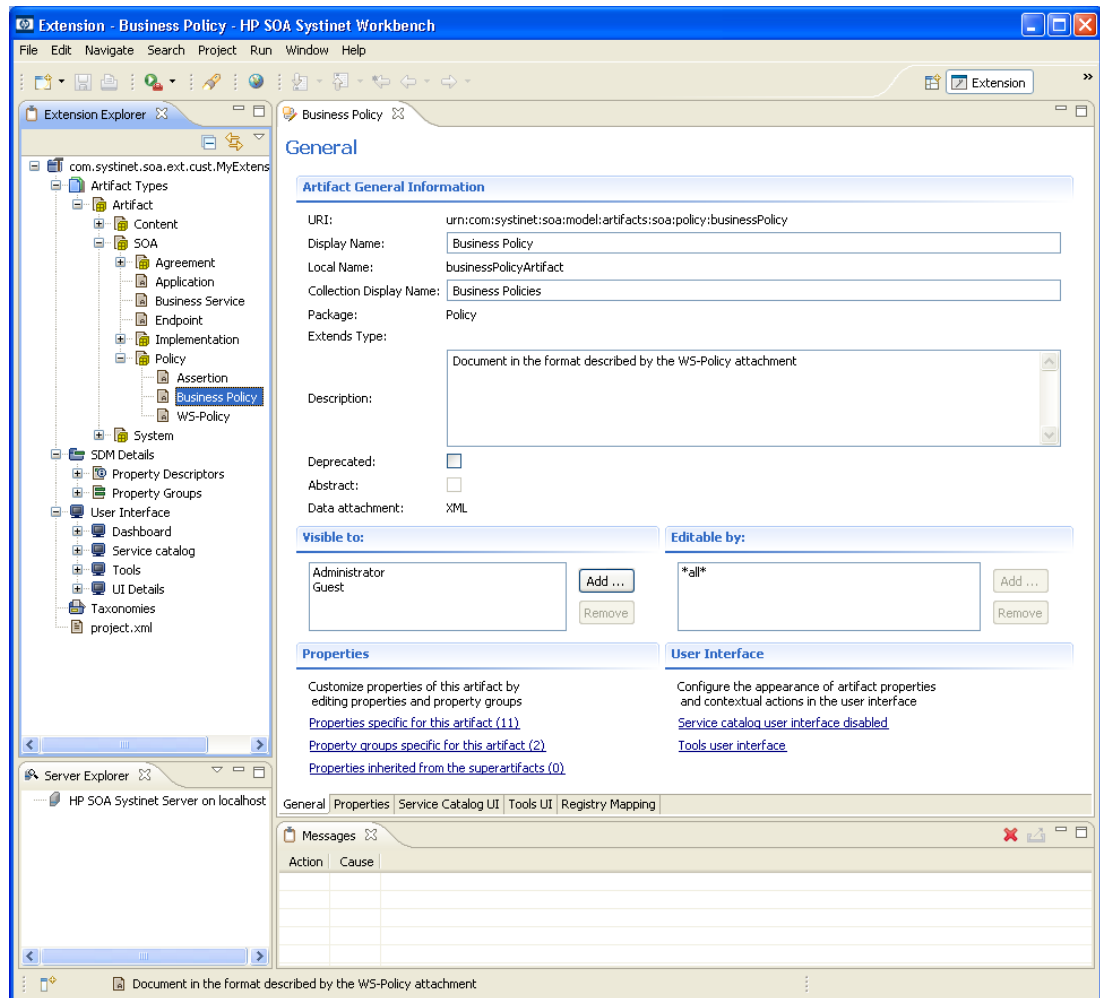 Extension - Business Policy - HP SOA Systinet Workbench
File Edit Navigate Search Project Run Window Help
Extension
Extension Explorer
com.systinet.soa.ext.cust.MyExtens
Artifact Types
Artifact
Content
SOA
Agreement
Application
Business Service
Endpoint
Implementation
Policy
Assertion
Business Policy
WS-Policy
System
SDM Details
Property Descriptors
Property Groups
User Interface
Dashboard
Service catalog
Tools
UI Details
Taxonomies
project.xml
Server Explorer
HP SOA Systinet Server on localhost
Business Policy
General
Artifact General Information
URI: urn:com:systinet:soa:model:artifacts:soa:policy:businessPolicy
Display Name: Business Policy
Local Name: businessPolicyArtifact
Collection Display Name: Business Policies
Package: Policy
Extends Type:
Description: Document in the format described by the WS-Policy attachment
Deprecated:
Abstract:
Data attachment: XML
Visible to:
Administrator
Guest
Add ...
Remove
Editable by:
*all*
Add ...
Remove
Properties
Customize properties of this artifact by
editing properties and property groups
Properties specific for this artifact (11)
Property groups specific for this artifact (2)
Properties inherited from the superartifacts (0)
User Interface
Configure the appearance of artifact properties
and contextual actions in the user interface
Service catalog user interface disabled
Tools user interface
General Properties Service Catalog UI Tools UI Registry Mapping
Messages
Action Cause
Document in the format described by the WS-Policy attachment